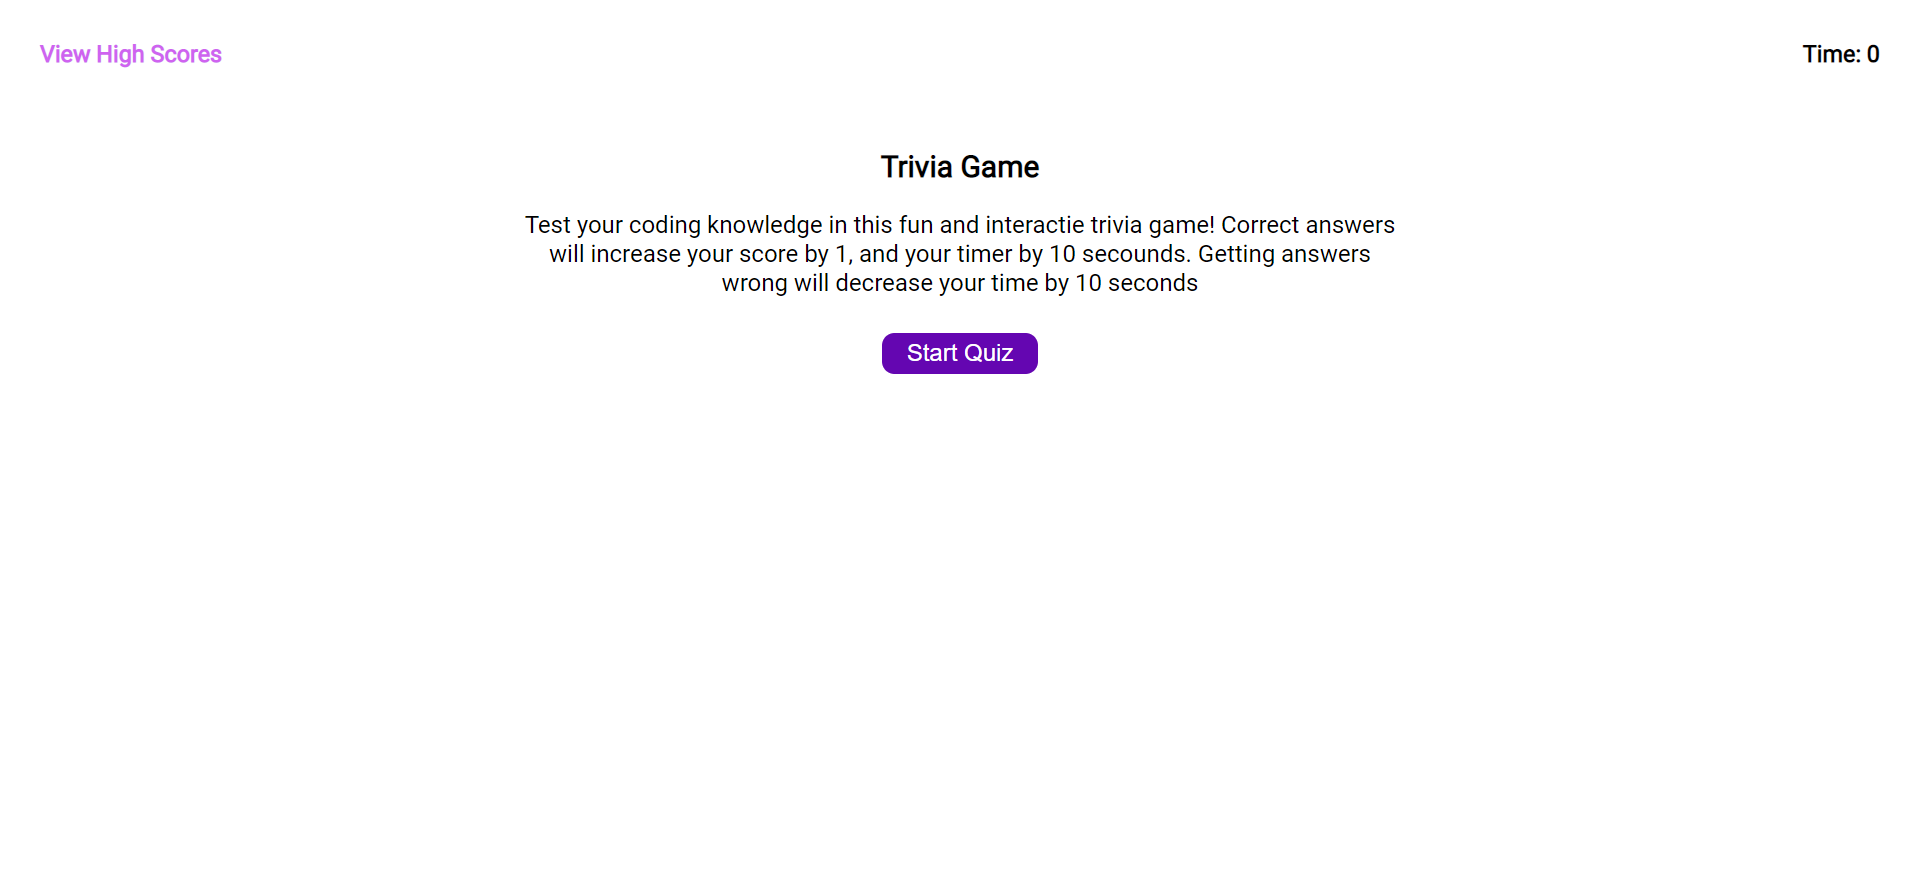 View High Scores
Time: 0
Trivia Game
Test your coding knowledge in this fun and interactie trivia game! Correct answers
will increase your score by 1, and your timer by 10 secounds. Getting answers
wrong will decrease your time by 10 seconds
Start Quiz